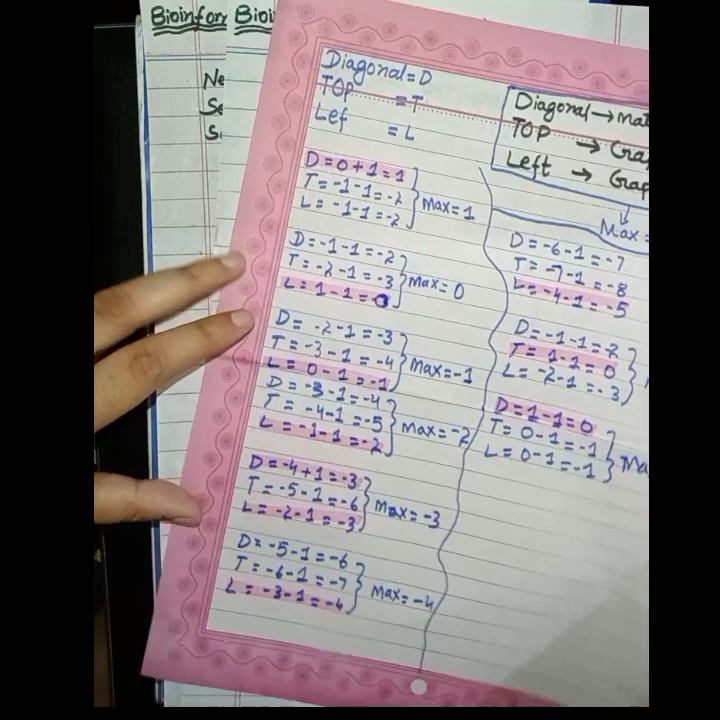 Bioinfor
Bioi
Ne
Se
S
Diagonal = D
TOP = T
Lef = L
D = 0 + 1 = 1
T = -1 - 1 = -2
L = -1 - 1 = -2
Max = 1
D = -1 - 1 = -2
T = -2 - 1 = -3
L = 1 - 1 = 0
Max = 0
D = -2 - 1 = -3
T = -3 - 1 = -4
L = 0 - 1 = -1
Max = -1
D = -3 - 1 = -4
T = -4 - 1 = -5
L = -1 - 1 = -2
Max = -2
D = -4 + 1 = -3
T = -5 - 1 = -6
L = -2 - 1 = -3
Max = -3
D = -5 - 1 = -6
T = -6 - 1 = -7
L = -3 - 1 = -4
Max = -4
Diagonal → Mat
TOP → Gra
Left → Gap
Max =
D = -6 - 1 = -7
T = -7 - 1 = -8
L = -4 - 1 = -5
D = -1 - 1 = -2
T = 1 - 1 = 0
L = -2 - 1 = -3
D = 1 - 1 = 0
T = 0 - 1 = -1
L = 0 - 1 = -1
Ma